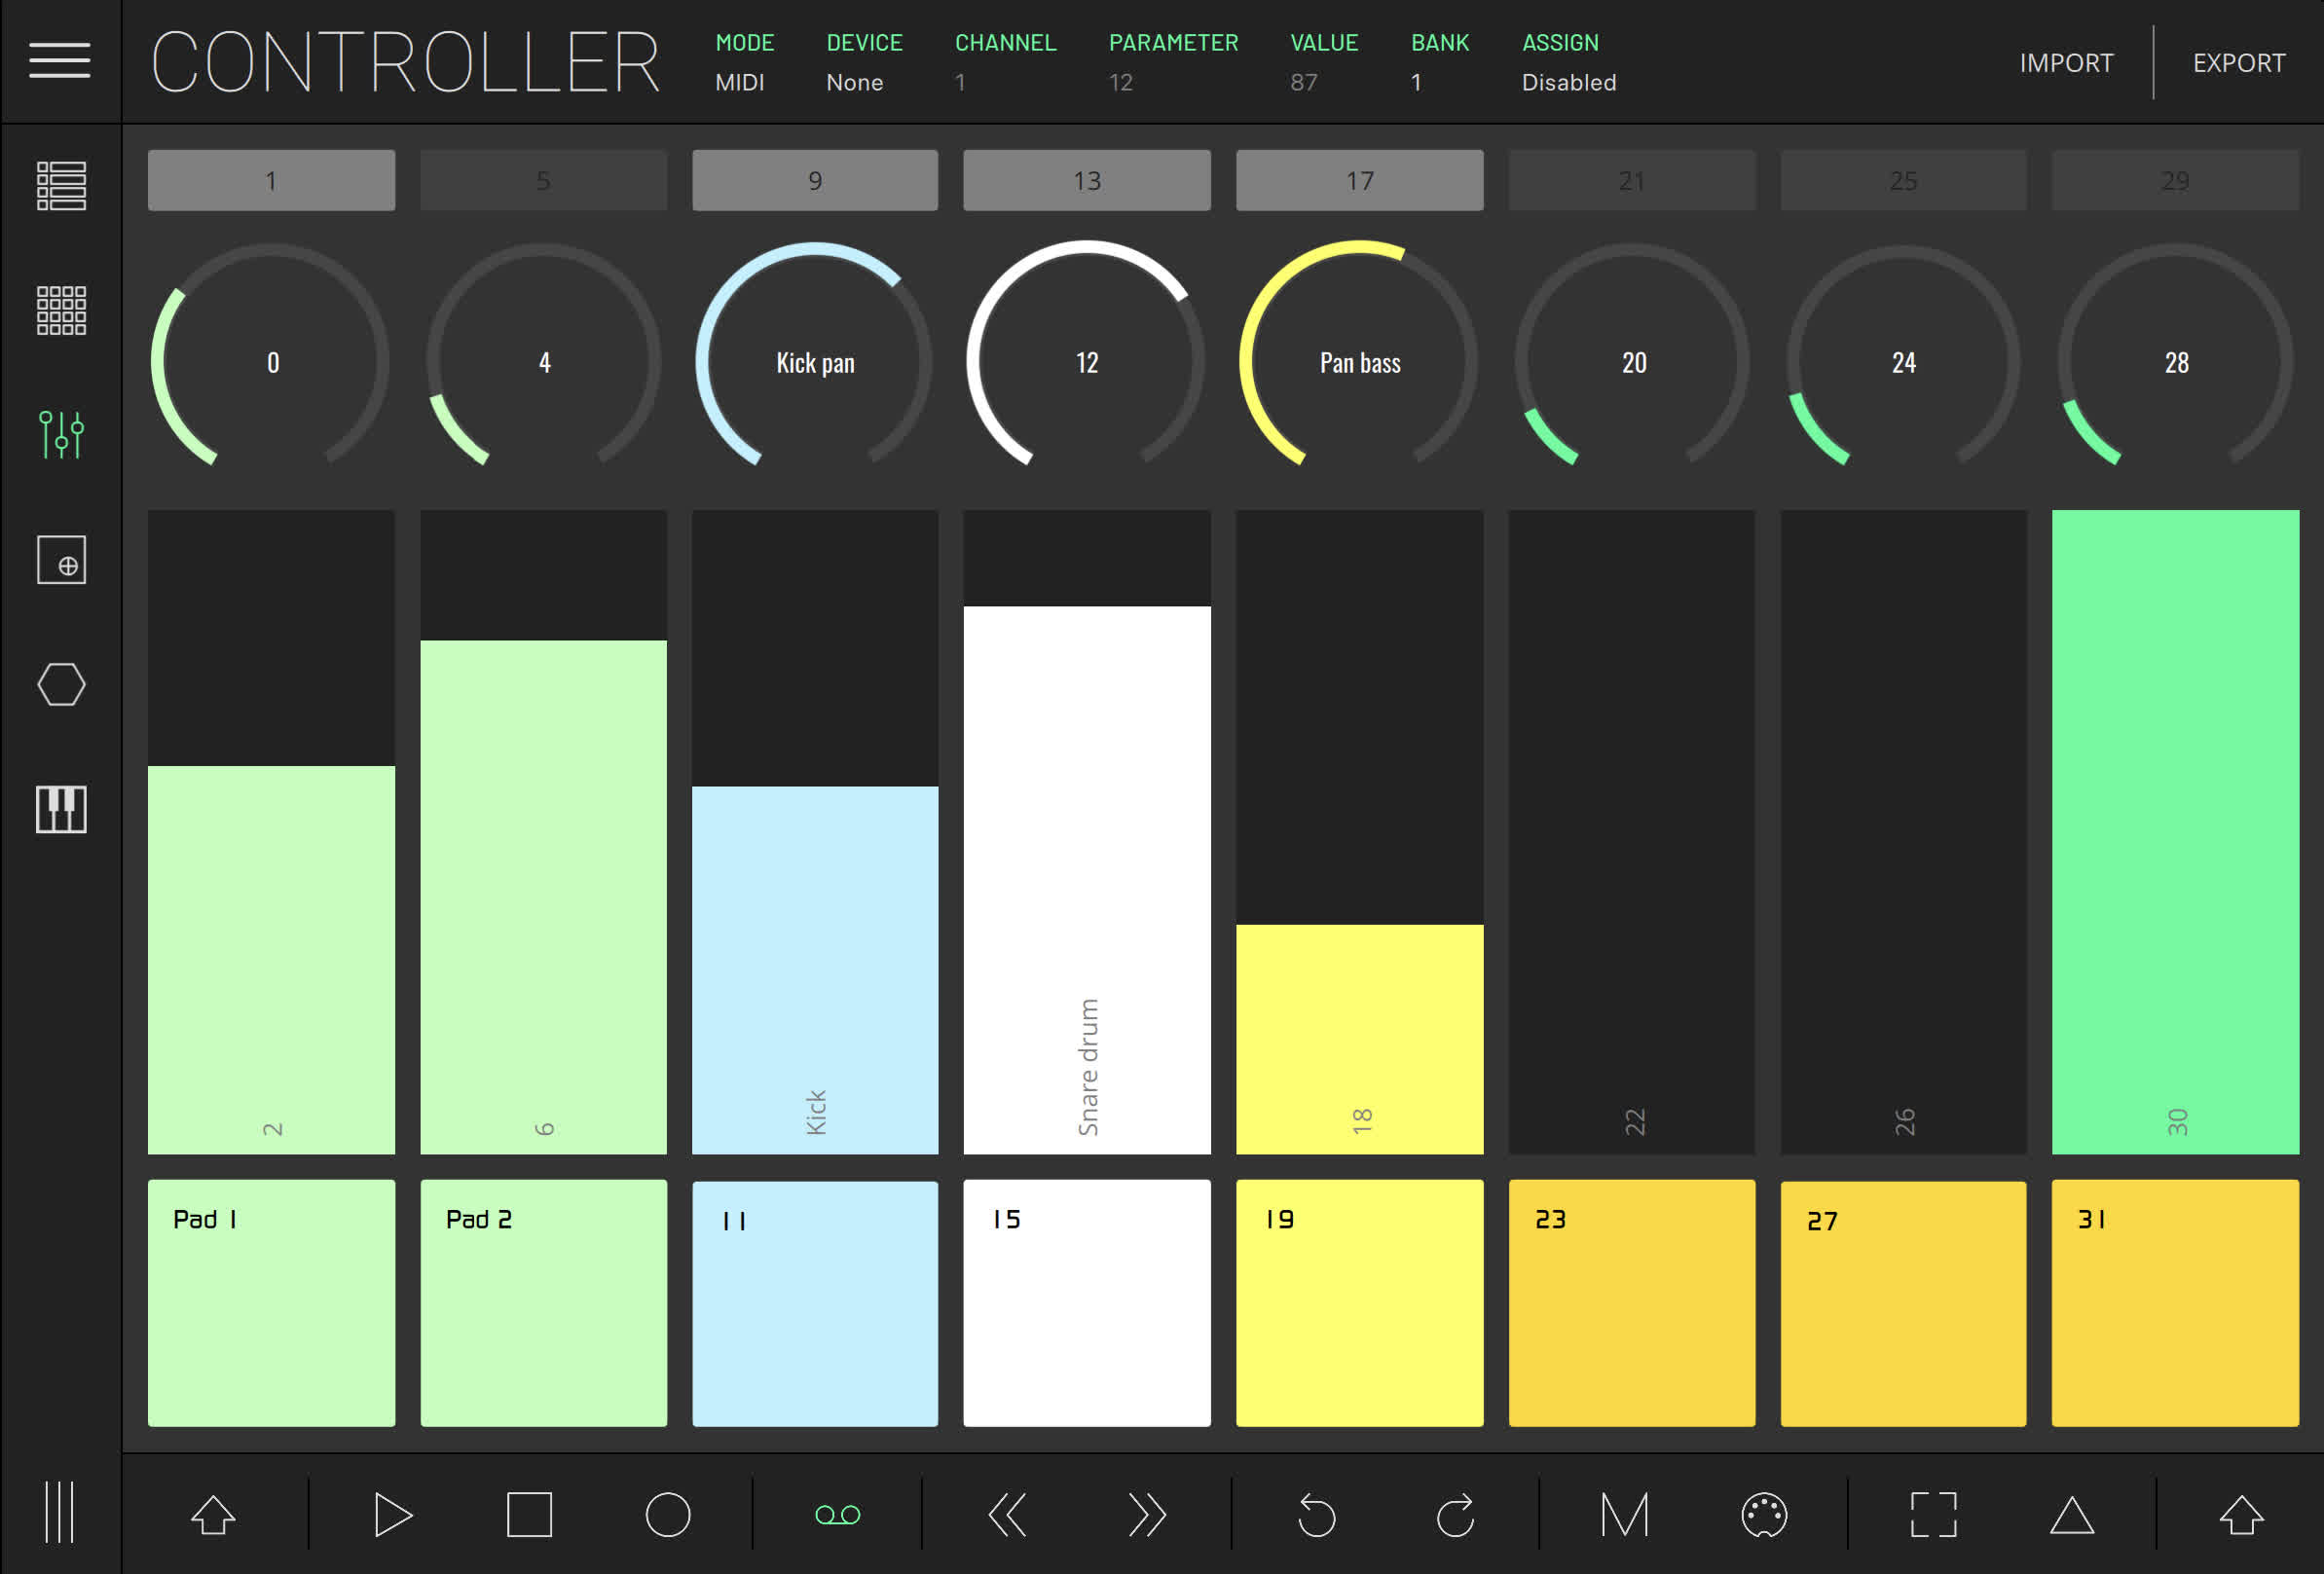 CONTROLLER
MODE DEVICE CHANNEL PARAMETER VALUE BANK ASSIGN
MIDI None 1 12 87 1 Disabled
IMPORT EXPORT
1 5 9 13 17 21 25 29
0 4 Kick pan 12 Pan bass 20 24 28
2 6 Kick Snare drum 18 22 26 30
Pad 1 Pad 2 11 15 19 23 27 31
M